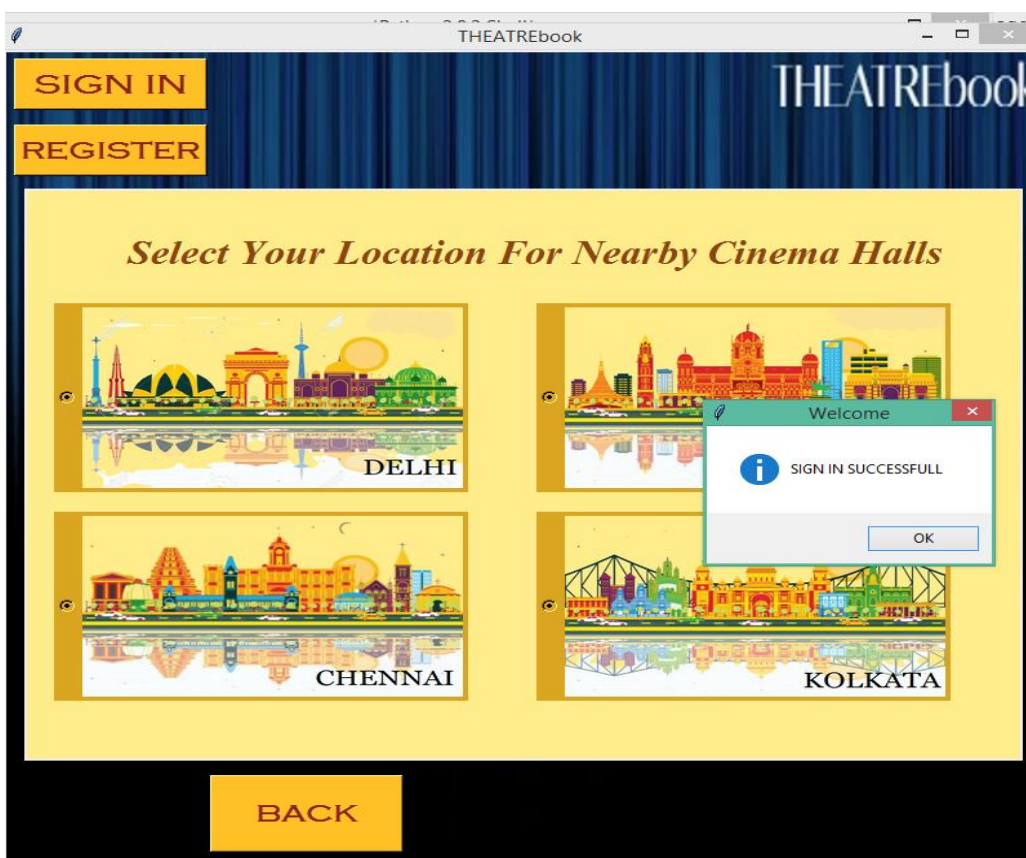 THEATREbook
SIGN IN
THEATREbook
REGISTER
Select Your Location For Nearby Cinema Halls
DELHI
Welcome
SIGN IN SUCCESSFULL
OK
CHENNAI
KOLKATA
BACK